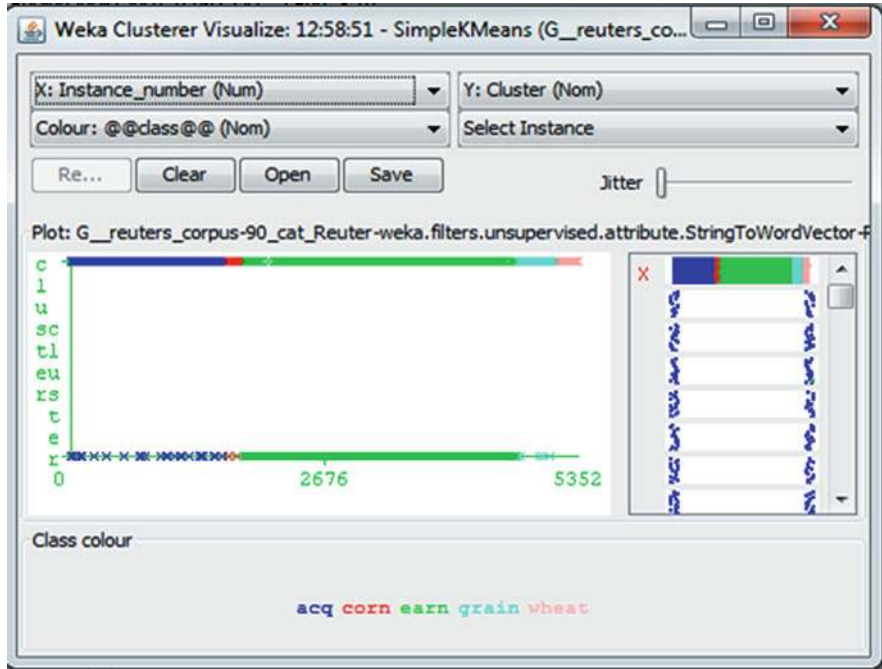 Weka Clusterer Visualize: 12:58:51 - SimpleKMeans (G__reuters_co...
X: Instance_number (Num)
Y: Cluster (Nom)
Colour: @@class@@ (Nom)
Select Instance
Re...
Clear
Open
Save
Jitter
Plot: G__reuters_corpus-90_cat_Reuter-weka.filters.unsupervised.attribute.StringToWordVector-R
c
l
u
sc
tl
eu
rs
t
e
r
0
2676
5352
X
Class colour
acq corn earn grain wheat